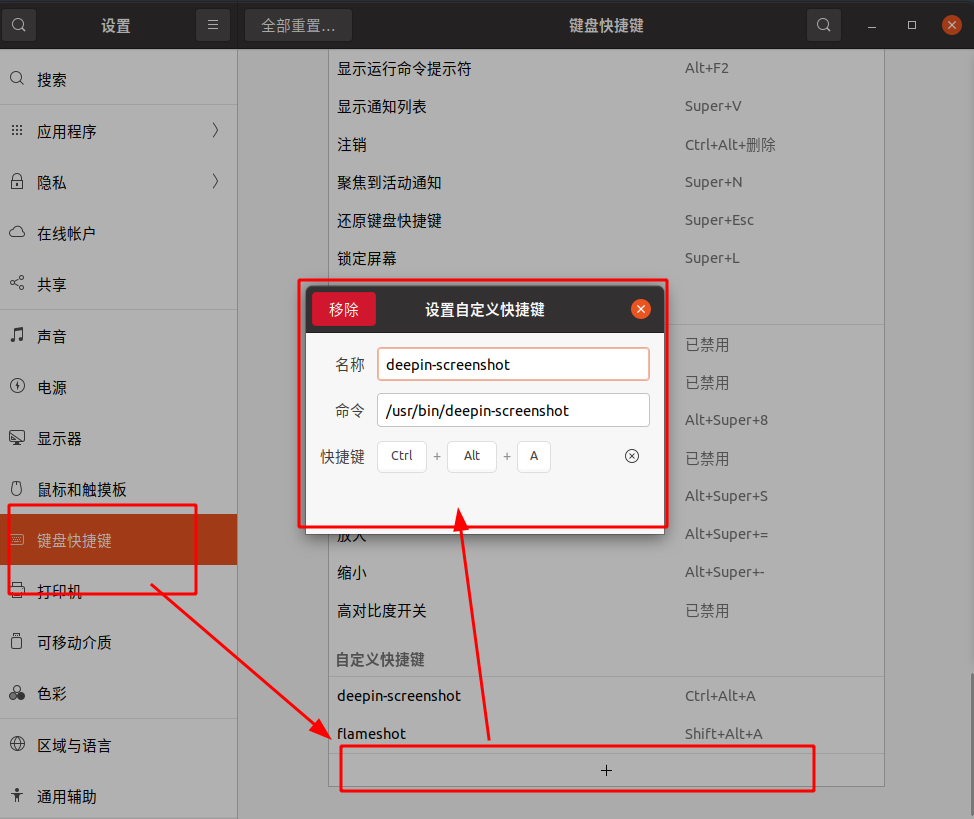 设置
全部重置…
键盘快捷键
搜索
应用程序
隐私
在线帐户
共享
声音
电源
显示器
鼠标和触摸板
键盘快捷键
打印机
可移动介质
色彩
区域与语言
通用辅助
显示运行命令提示符 Alt+F2
显示通知列表 Super+V
注销 Ctrl+Alt+删除
聚焦到活动通知 Super+N
还原键盘快捷键 Super+Esc
锁定屏幕 Super+L
移除 设置自定义快捷键
名称 deepin-screenshot
命令 /usr/bin/deepin-screenshot
快捷键 Ctrl + Alt + A
已禁用
已禁用
Alt+Super+8
已禁用
Alt+Super+S
放大 Alt+Super+=
缩小 Alt+Super+-
高对比度开关 已禁用
自定义快捷键
deepin-screenshot Ctrl+Alt+A
flameshot Shift+Alt+A
+